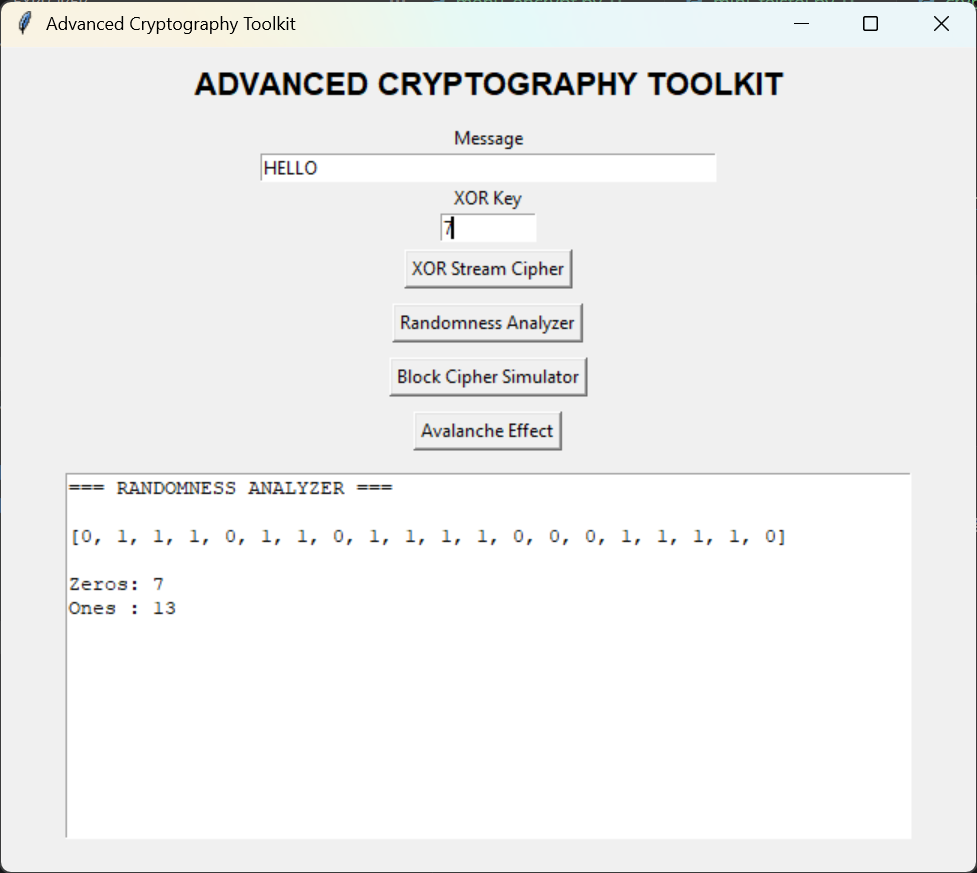 Advanced Cryptography Toolkit
ADVANCED CRYPTOGRAPHY TOOLKIT
Message
HELLO
XOR Key
7
XOR Stream Cipher
Randomness Analyzer
Block Cipher Simulator
Avalanche Effect
=== RANDOMNESS ANALYZER ===
[0, 1, 1, 1, 0, 1, 1, 0, 1, 1, 1, 1, 0, 0, 0, 1, 1, 1, 1, 0]
Zeros: 7
Ones : 13